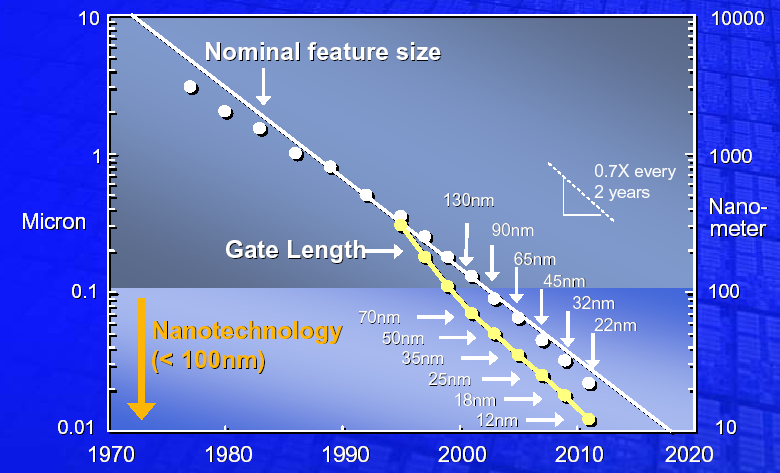 10
10000
Nominal feature size
1
1000
0.7X every
2 years
130nm
Micron
Nano-
meter
90nm
Gate Length
65nm
45nm
0.1
100
32nm
70nm
22nm
Nanotechnology
(< 100nm)
50nm
35nm
25nm
18nm
12nm
0.01
10
1970
1980
1990
2000
2010
2020